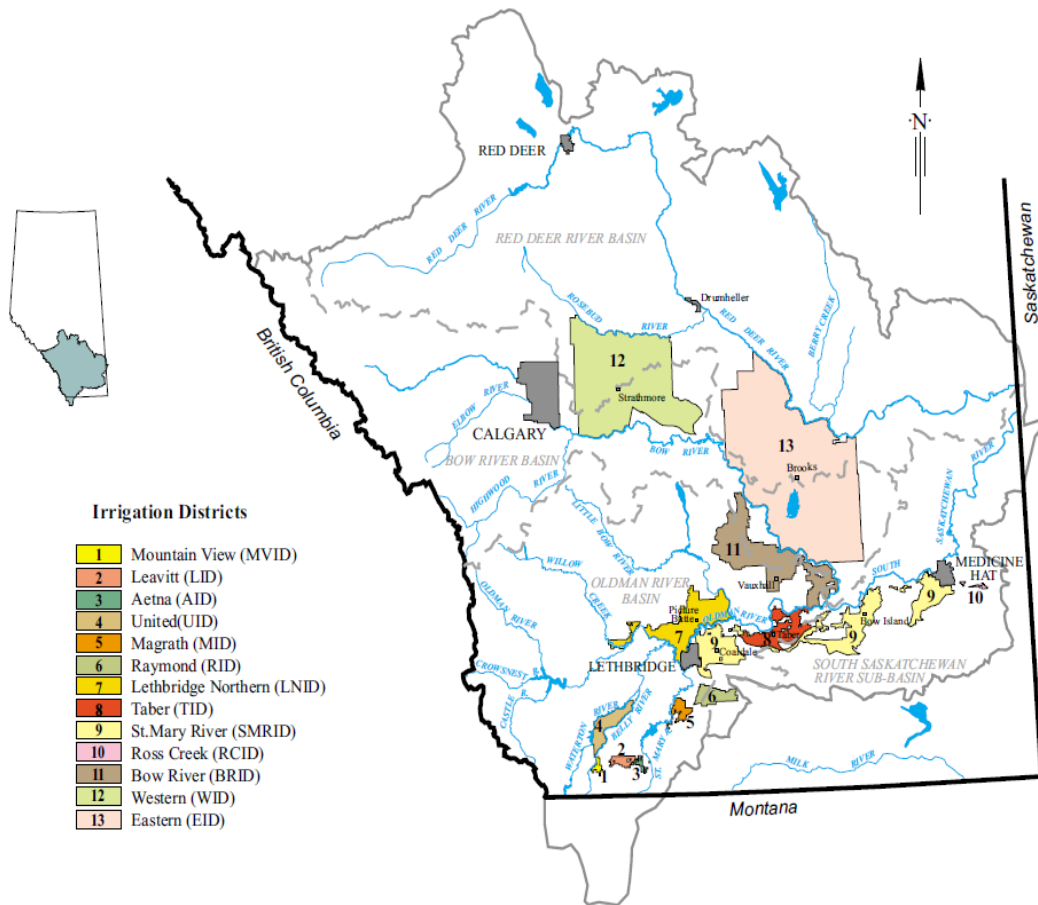 N
RED DEER
RED DEER RIVER
RED DEER RIVER BASIN
Drumheller
ROSEBUD
RIVER
RED DEER RIVER
BERRY CREEK
Saskatchewan
British Columbia
12
Strathmore
ELBOW RIVER
CALGARY
BOW RIVER
BOW RIVER BASIN
13
Brooks
HIGHWOOD RIVER
LITTLE BOW RIVER
11
Vauxhall
SOUTH
SASKATCHEWAN
RIVER
MEDICINE
HAT
10
WILLOW
CREEK
OLDMAN RIVER
BASIN
OLDMAN RIVER
Picture
Butte
OLDMAN RIVER
7
9
Coaldale
8
Taber
9
Bow Island
9
LETHBRIDGE
SOUTH SASKATCHEWAN
RIVER SUB-BASIN
CROWSNEST R.
CASTLE R.
WATERTON
RIVER
BELLY RIVER
ST. MARY R.
4
6
5
2
1
3
MILK RIVER
Montana
Irrigation Districts
1 Mountain View (MVID)
2 Leavitt (LID)
3 Aetna (AID)
4 United(UID)
5 Magrath (MID)
6 Raymond (RID)
7 Lethbridge Northern (LNID)
8 Taber (TID)
9 St.Mary River (SMRID)
10 Ross Creek (RCID)
11 Bow River (BRID)
12 Western (WID)
13 Eastern (EID)